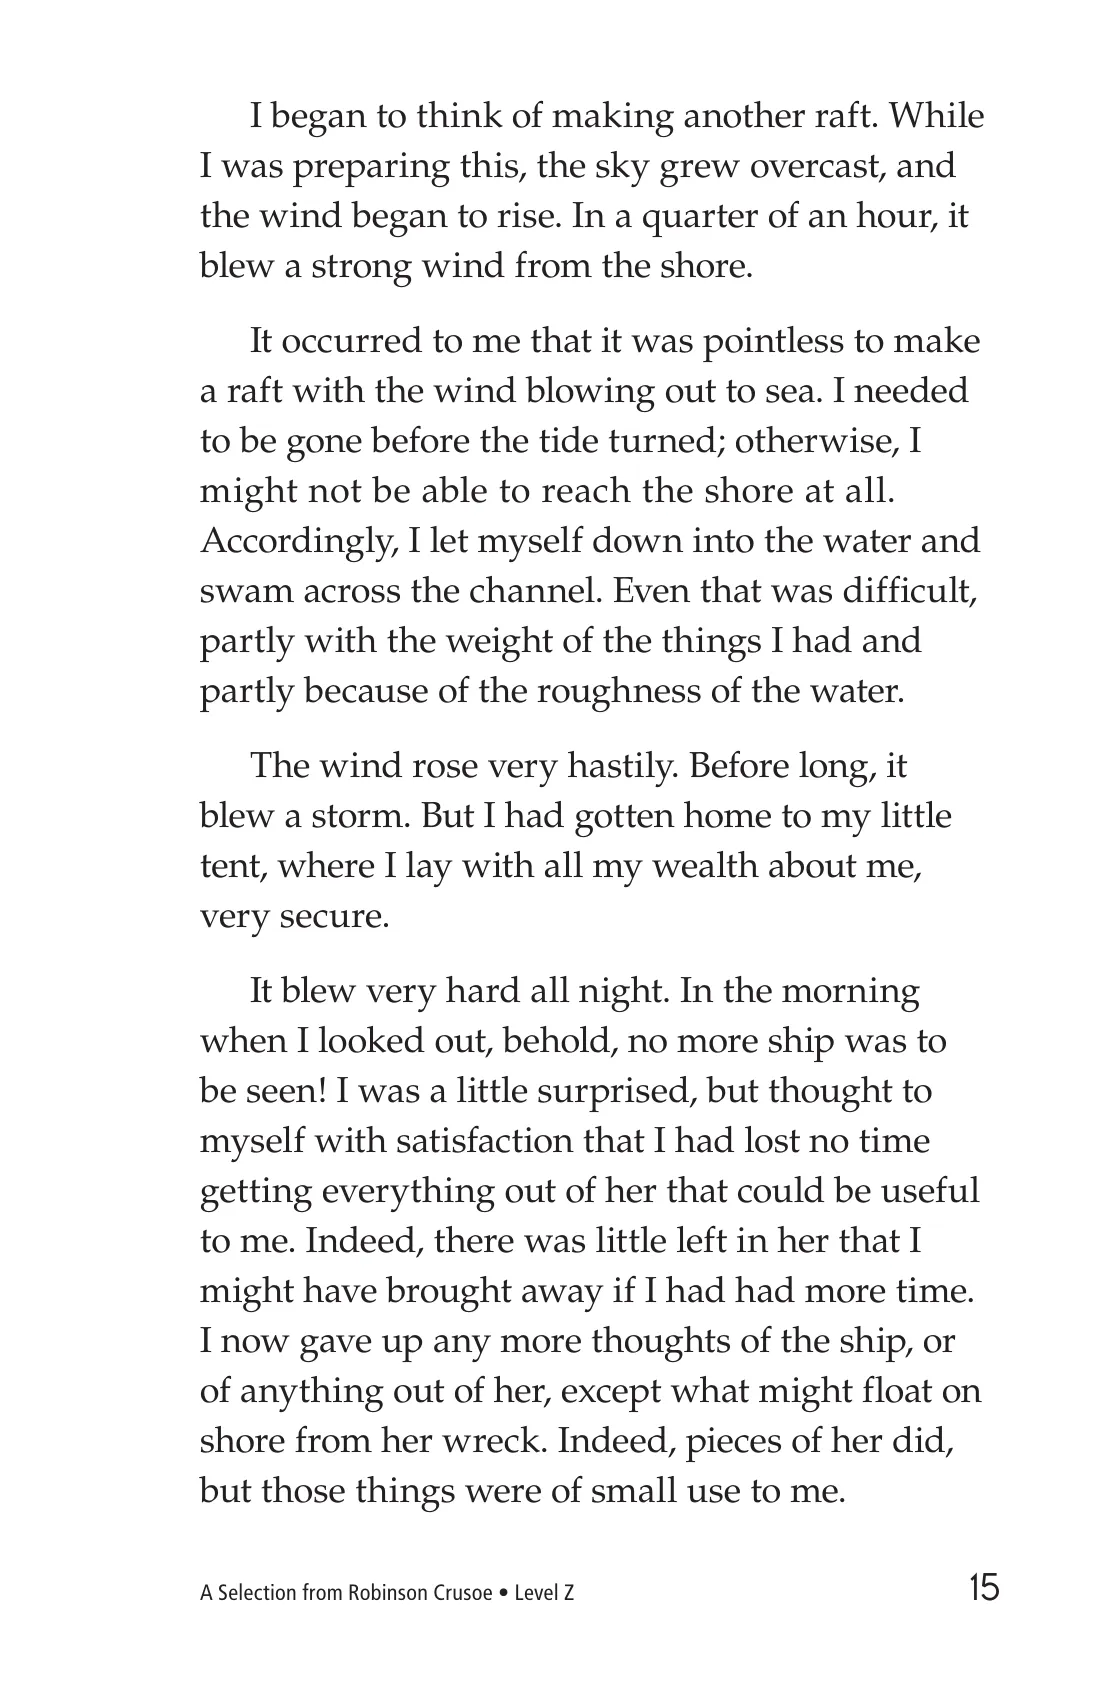 I began to think of making another raft. While
I was preparing this, the sky grew overcast, and
the wind began to rise. In a quarter of an hour, it
blew a strong wind from the shore.
It occurred to me that it was pointless to make
a raft with the wind blowing out to sea. I needed
to be gone before the tide turned; otherwise, I
might not be able to reach the shore at all.
Accordingly, I let myself down into the water and
swam across the channel. Even that was difficult,
partly with the weight of the things I had and
partly because of the roughness of the water.
The wind rose very hastily. Before long, it
blew a storm. But I had gotten home to my little
tent, where I lay with all my wealth about me,
very secure.
It blew very hard all night. In the morning
when I looked out, behold, no more ship was to
be seen! I was a little surprised, but thought to
myself with satisfaction that I had lost no time
getting everything out of her that could be useful
to me. Indeed, there was little left in her that I
might have brought away if I had had more time.
I now gave up any more thoughts of the ship, or
of anything out of her, except what might float on
shore from her wreck. Indeed, pieces of her did,
but those things were of small use to me.
A Selection from Robinson Crusoe • Level Z 15